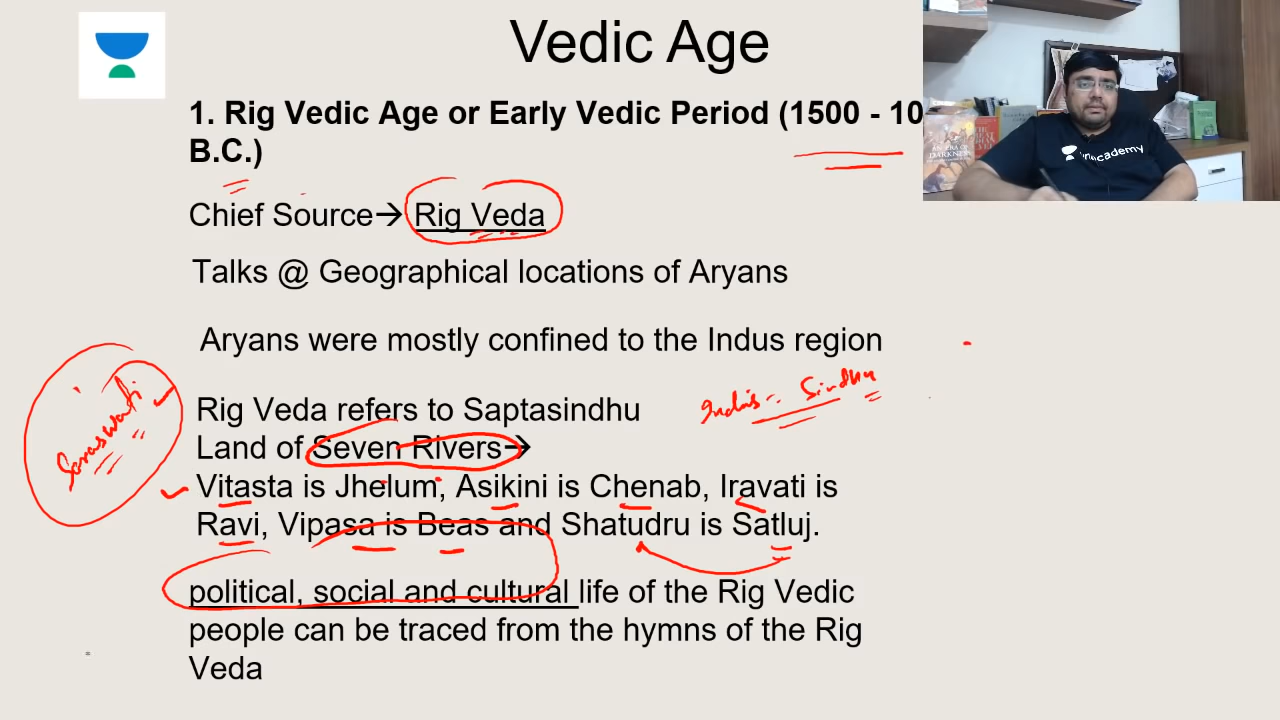 Vedic Age
1. Rig Vedic Age or Early Vedic Period (1500 - 10
B.C.)
Chief Source→ Rig Veda
Talks @ Geographical locations of Aryans
Aryans were mostly confined to the Indus region
Indus -. Sindhu
Saraswati
Rig Veda refers to Saptasindhu
Land of Seven Rivers→
Vitasta is Jhelum, Asikini is Chenab, Iravati is
Ravi, Vipasa is Beas and Shatudru is Satluj.
political, social and cultural life of the Rig Vedic
people can be traced from the hymns of the Rig
Veda